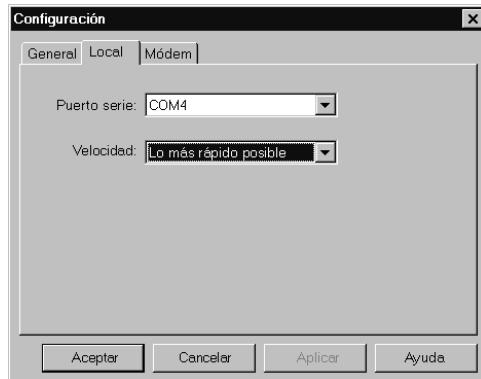 Configuración
General Local Módem
Puerto serie: COM4
Velocidad: Lo más rápido posible
Aceptar Cancelar Aplicar Ayuda